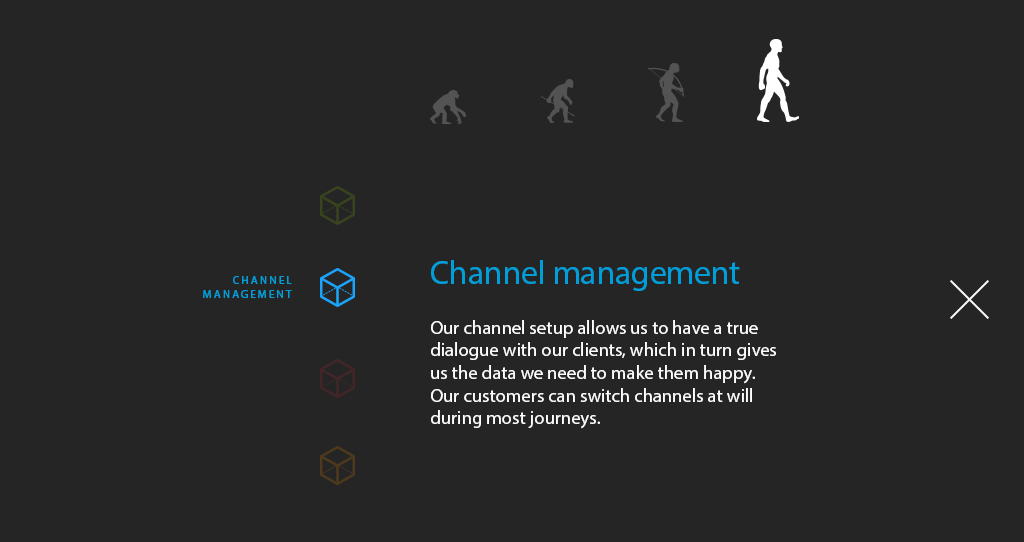 CHANNEL
MANAGEMENT
Channel management
Our channel setup allows us to have a true
dialogue with our clients, which in turn gives
us the data we need to make them happy.
Our customers can switch channels at will
during most journeys.